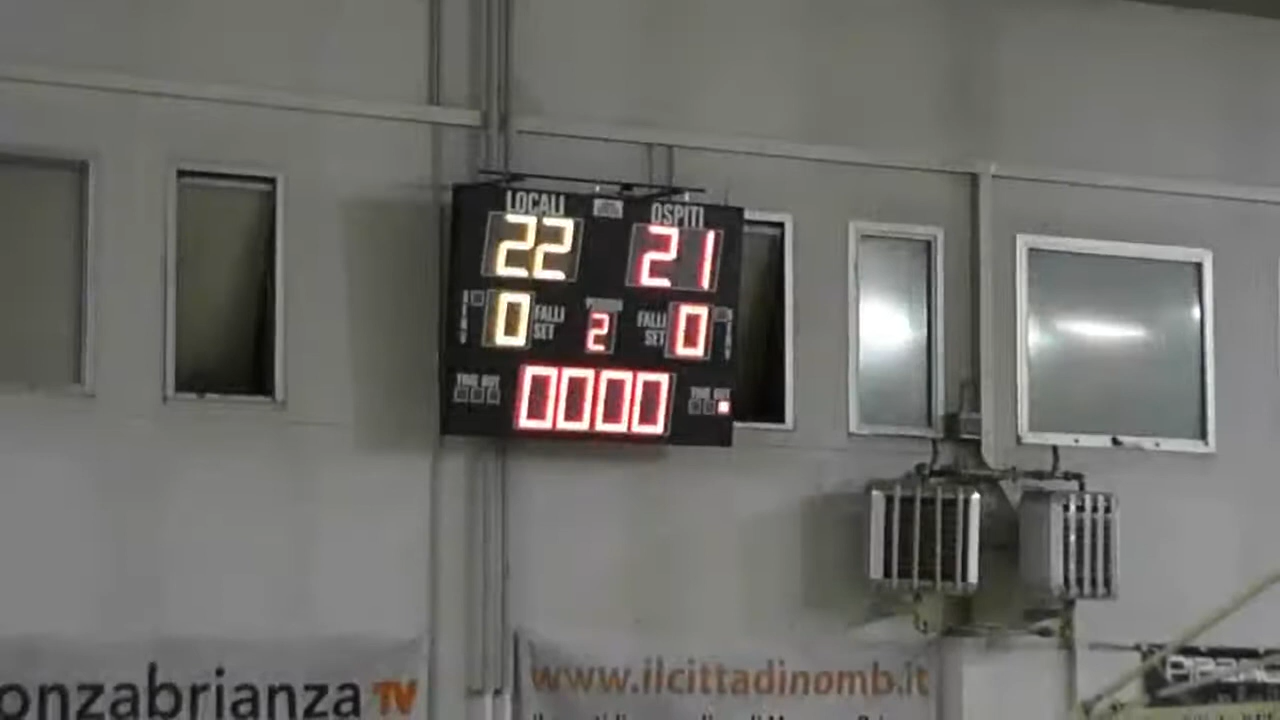 LOCALI OSPITI
22 21
0 FALLI SET 2 FALLI SET 0
TIME OUT 0000 TIME OUT
onzabrianza TV
www.ilcittadinomb.it